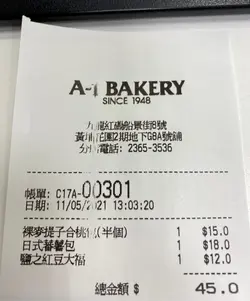 A-1 BAKERY
SINCE 1948
九龍紅磡船景街8號
黃埔花園2期地下G8A號舖
分店電話: 2365-3536
帳單: C17A-00301
日期: 11/05/2021 13:03:20
裸麥提子合桃包(半個) 1 $15.0
日式蕃薯包 1 $18.0
鹽之紅豆大福 1 $12.0
總金額 $ 45.0